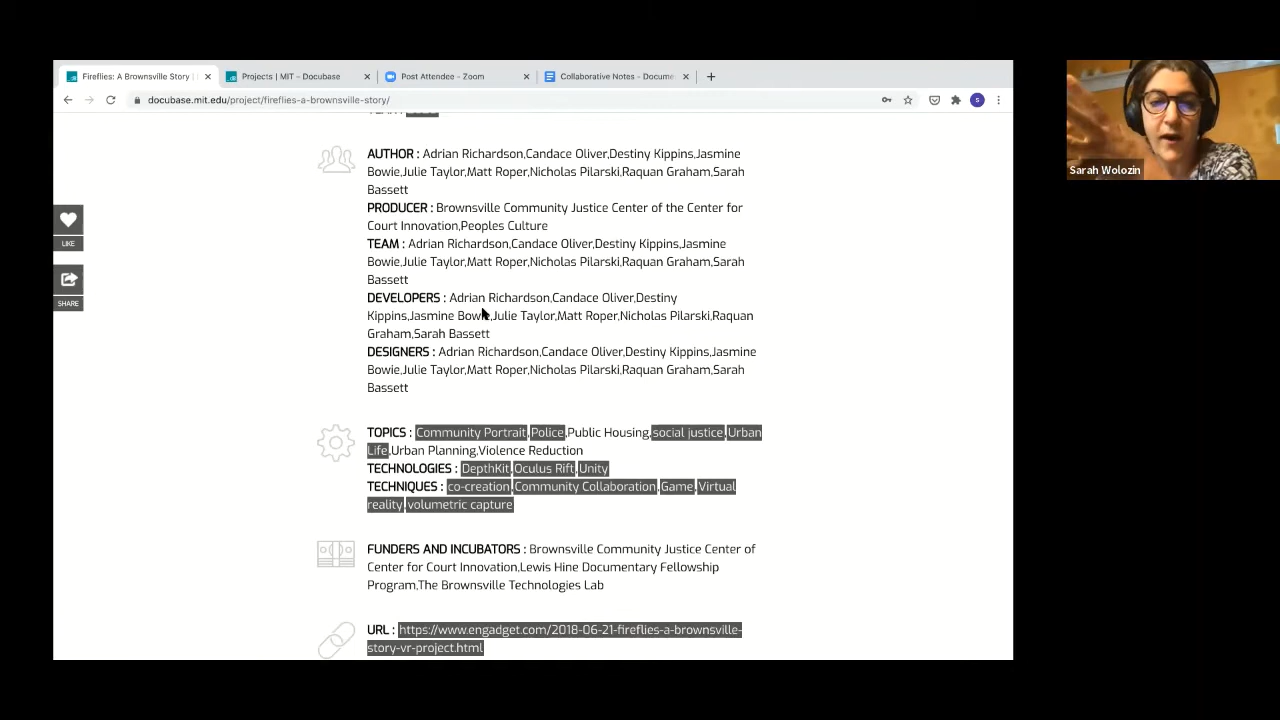 Fireflies: A Brownsville Story |
Projects | MIT – Docubase
Post Attendee - Zoom
Collaborative Notes - Docume
docubase.mit.edu/project/fireflies-a-brownsville-story/
S
AUTHOR : Adrian Richardson,Candace Oliver,Destiny Kippins,Jasmine
Bowie,Julie Taylor,Matt Roper,Nicholas Pilarski,Raquan Graham,Sarah
Bassett
PRODUCER : Brownsville Community Justice Center of the Center for
Court Innovation,Peoples Culture
TEAM : Adrian Richardson,Candace Oliver,Destiny Kippins,Jasmine
Bowie,Julie Taylor,Matt Roper,Nicholas Pilarski,Raquan Graham,Sarah
Bassett
DEVELOPERS : Adrian Richardson,Candace Oliver,Destiny
Kippins,Jasmine Bowie,Julie Taylor,Matt Roper,Nicholas Pilarski,Raquan
Graham,Sarah Bassett
DESIGNERS : Adrian Richardson,Candace Oliver,Destiny Kippins,Jasmine
Bowie,Julie Taylor,Matt Roper,Nicholas Pilarski,Raquan Graham,Sarah
Bassett
LIKE
SHARE
TOPICS : Community Portrait,Police,Public Housing,social justice,Urban
Life,Urban Planning,Violence Reduction
TECHNOLOGIES : DepthKit,Oculus Rift,Unity
TECHNIQUES : co-creation,Community Collaboration,Game,Virtual
reality,volumetric capture
FUNDERS AND INCUBATORS : Brownsville Community Justice Center of
Center for Court Innovation,Lewis Hine Documentary Fellowship
Program,The Brownsville Technologies Lab
URL : https://www.engadget.com/2018-06-21-fireflies-a-brownsville-
story-vr-project.html
Sarah Wolozin